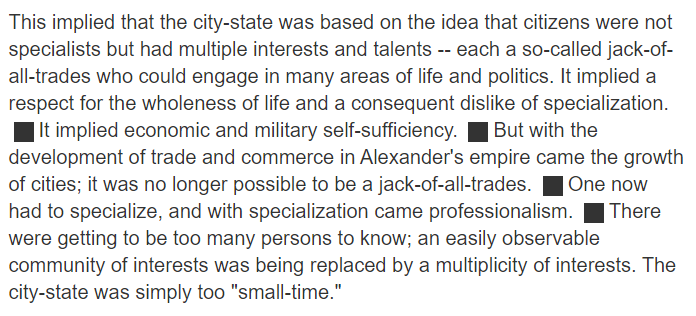 This implied that the city-state was based on the idea that citizens were not
specialists but had multiple interests and talents -- each a so-called jack-of-
all-trades who could engage in many areas of life and politics. It implied a
respect for the wholeness of life and a consequent dislike of specialization.
■ It implied economic and military self-sufficiency. ■ But with the
development of trade and commerce in Alexander's empire came the growth
of cities; it was no longer possible to be a jack-of-all-trades. ■ One now
had to specialize, and with specialization came professionalism. ■ There
were getting to be too many persons to know; an easily observable
community of interests was being replaced by a multiplicity of interests. The
city-state was simply too "small-time."